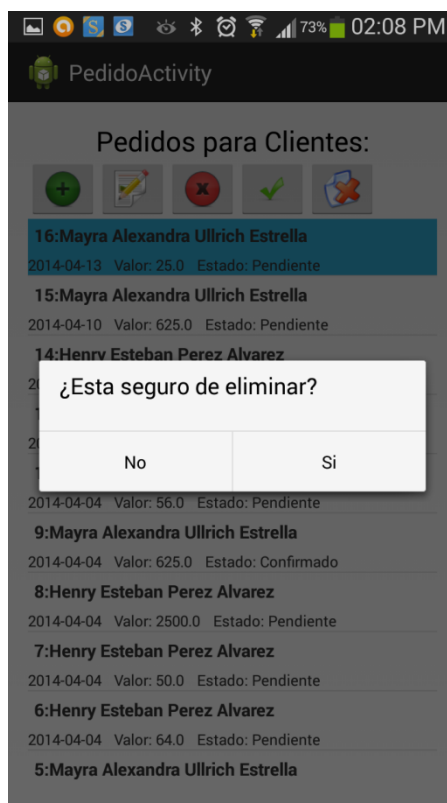 73% 02:08 PM
PedidoActivity
Pedidos para Clientes:
16:Mayra Alexandra Ullrich Estrella
2014-04-13 Valor: 25.0 Estado: Pendiente
15:Mayra Alexandra Ullrich Estrella
2014-04-10 Valor: 625.0 Estado: Pendiente
14:Henry Esteban Perez Alvarez
¿Esta seguro de eliminar?
No Si
2014-04-04 Valor: 56.0 Estado: Pendiente
9:Mayra Alexandra Ullrich Estrella
2014-04-04 Valor: 625.0 Estado: Confirmado
8:Henry Esteban Perez Alvarez
2014-04-04 Valor: 2500.0 Estado: Pendiente
7:Henry Esteban Perez Alvarez
2014-04-04 Valor: 50.0 Estado: Pendiente
6:Henry Esteban Perez Alvarez
2014-04-04 Valor: 64.0 Estado: Pendiente
5:Mayra Alexandra Ullrich Estrella